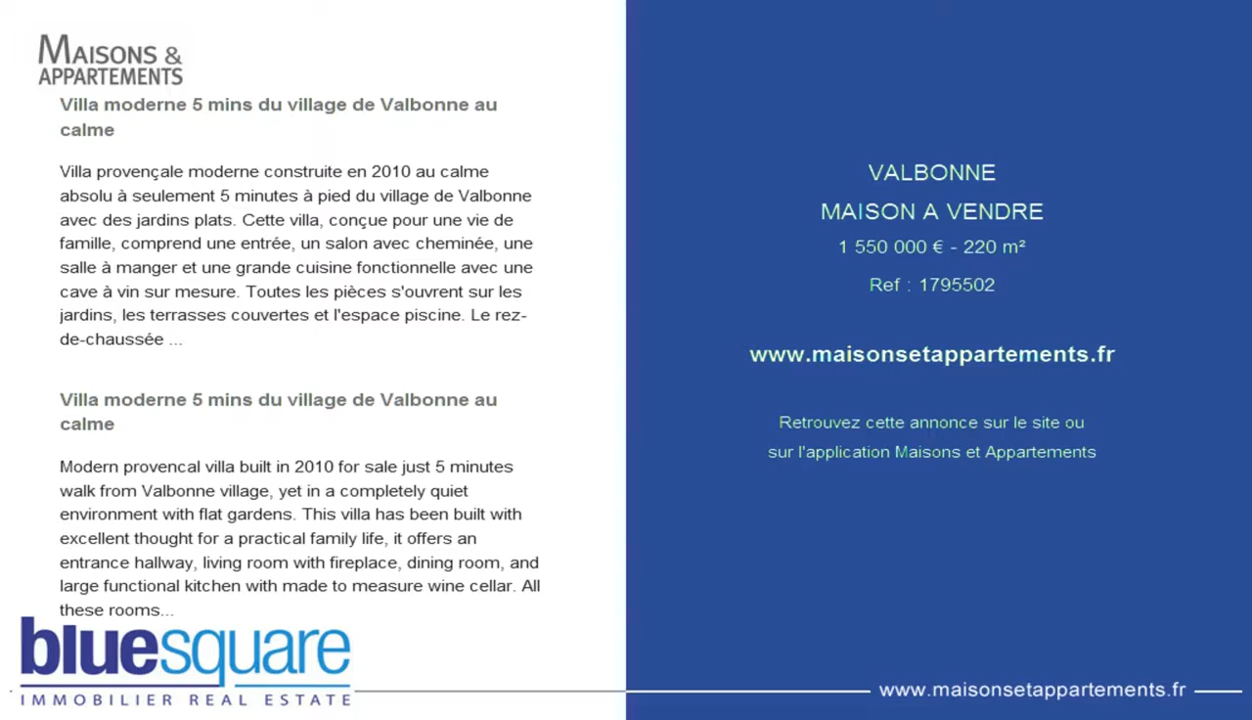 MAISONS &
APPARTEMENTS
Villa moderne 5 mins du village de Valbonne au
calme
Villa provençale moderne construite en 2010 au calme
absolu à seulement 5 minutes à pied du village de Valbonne
avec des jardins plats. Cette villa, conçue pour une vie de
famille, comprend une entrée, un salon avec cheminée, une
salle à manger et une grande cuisine fonctionnelle avec une
cave à vin sur mesure. Toutes les pièces s'ouvrent sur les
jardins, les terrasses couvertes et l'espace piscine. Le rez-
de-chaussée ...
Villa moderne 5 mins du village de Valbonne au
calme
Modern provencal villa built in 2010 for sale just 5 minutes
walk from Valbonne village, yet in a completely quiet
environment with flat gardens. This villa has been built with
excellent thought for a practical family life, it offers an
entrance hallway, living room with fireplace, dining room, and
large functional kitchen with made to measure wine cellar. All
these rooms...
bluesquare
IMMOBILIER REAL ESTATE
VALBONNE
MAISON A VENDRE
1 550 000 € - 220 m²
Ref : 1795502
www.maisonsetappartements.fr
Retrouvez cette annonce sur le site ou
sur l'application Maisons et Appartements
www.maisonsetappartements.fr